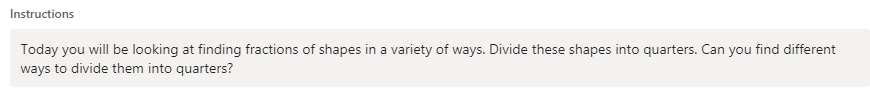 Instructions
Today you will be looking at finding fractions of shapes in a variety of ways. Divide these shapes into quarters. Can you find different
ways to divide them into quarters?